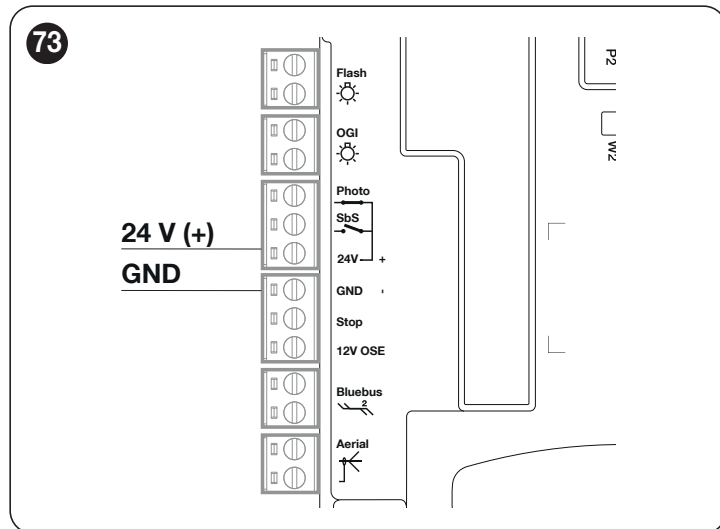 73
Flash
OGI
Photo
SbS
24V +
GND -
Stop
12V OSE
Bluebus
2
Aerial
24 V (+)
GND
P2
W2